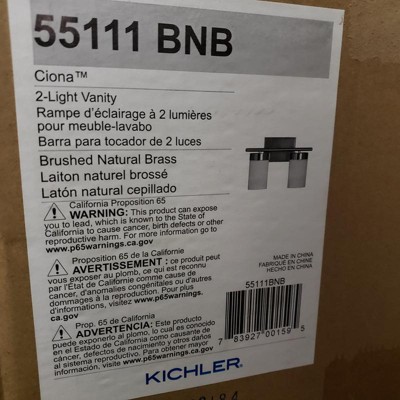 55111 BNB
Ciona™
2-Light Vanity
Rampe d'éclairage à 2 lumières
pour meuble-lavabo
Barra para tocador de 2 luces
Brushed Natural Brass
Laiton naturel brossé
Latón natural cepillado
California Proposition 65
WARNING: This product can expose
you to lead, which is known to the State of
California to cause cancer, birth defects or other
reproductive harm. For more information go to
www.p65warnings.ca.gov
Proposition 65 de la Californie
AVERTISSEMENT : ce produit peut
vous exposer au plomb, ce qui est reconnu
par l'État de Californie comme cause de
cancer, d'anomalies congénitales et d'autres
dommages à la reproduction. Pour plus
d'informations, visitez www.p65warnings.
ca.gov
Prop. 65 de California
ADVERTENCIA: Este producto
puede exponerlo al plomo, lo cual es conocido
en el Estado de California como causante de
cáncer, defectos de nacimiento y otros daños al
sistema reproductivo. Para obtener mayor
información, visite www.p65warnings.ca.gov
MADE IN CHINA
FABRIQUÉ EN CHINE
HECHO EN CHINA
55111BNB
7 83927 00159 5
KICHLER